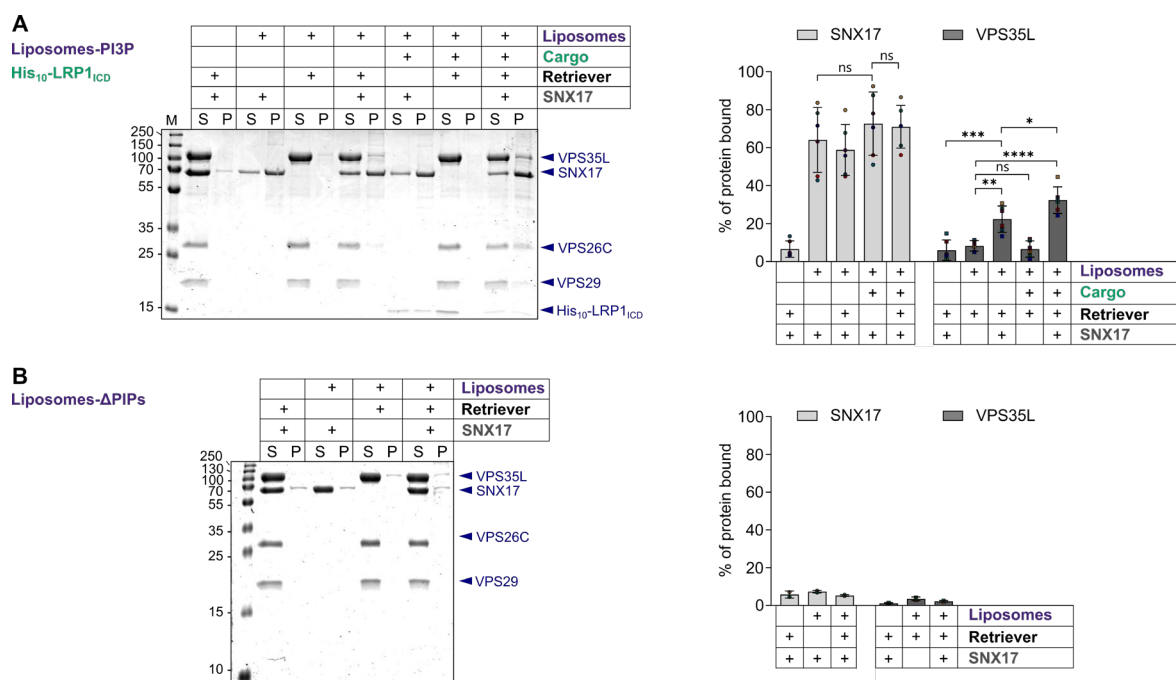 A
Liposomes-PI3P
His10-LRP1ICD
+ + + + + + Liposomes
+ + + Cargo
+ + + + + Retriever
+ + + + + SNX17
M S P S P S P S P S P S P S P
250
150
100
70
55
35
25
15
VPS35L
SNX17
VPS26C
VPS29
His10-LRP1ICD
SNX17 VPS35L
% of protein bound
100
80
60
40
20
0
ns ns
*** * **** ns **
+ + + + + + + + Liposomes
+ + + + Cargo
+ + + + + + + + Retriever
+ + + + + + + + SNX17
B
Liposomes-ΔPIPs
+ + + Liposomes
+ + + Retriever
+ + + SNX17
S P S P S P S P
250
130
100
70
55
35
25
15
10
VPS35L
SNX17
VPS26C
VPS29
SNX17 VPS35L
% of protein bound
100
80
60
40
20
0
+ + + + Liposomes
+ + + + + Retriever
+ + + + + SNX17